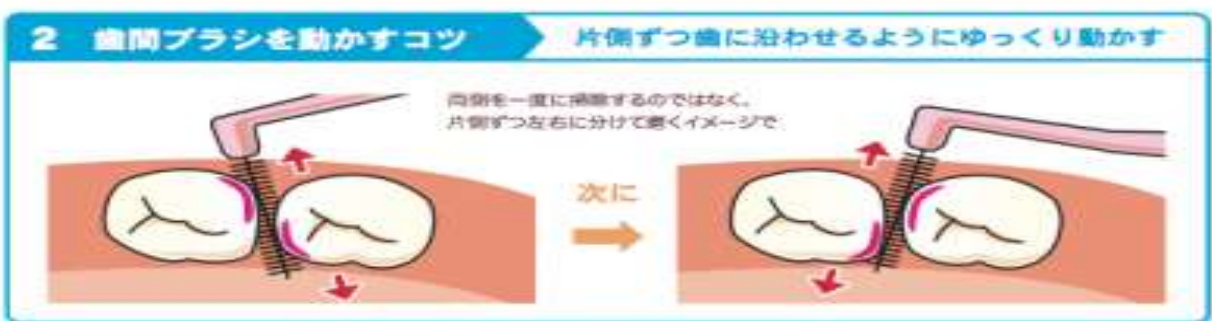 2 歯間ブラシを動かすコツ
片側ずつ歯に沿わせるようにゆっくり動かす
両側を一度に掃除するのではなく、
片側ずつ左右に分けて磨くイメージで
次に